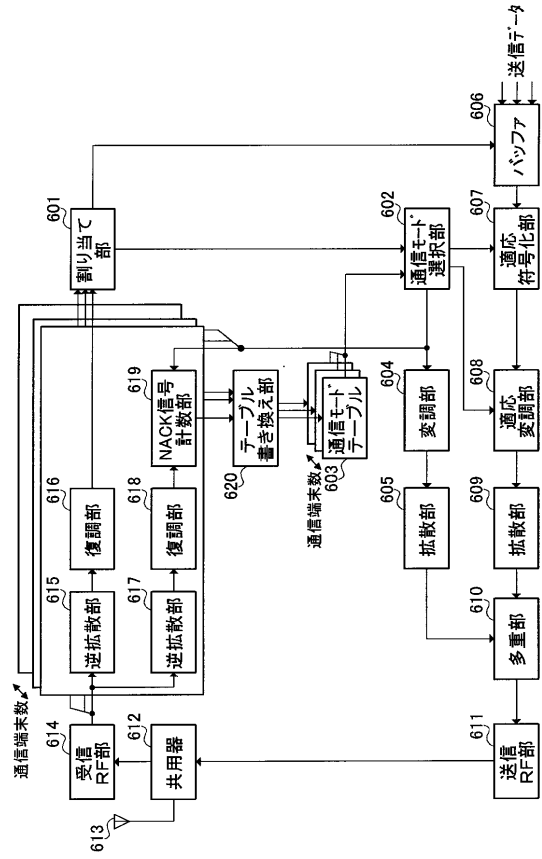 通信端末数
613
614
受信
RF部
612
共用器
615
逆拡散部
616
復調部
617
逆拡散部
618
復調部
619
NACK信号
計数部
620
テーブル
書き換え部
通信端末数
603
通信モード
テーブル
601
割り当て
部
602
通信モード
選択部
604
変調部
605
拡散部
送信データ
606
バッファ
607
適応
符号化部
608
適応
変調部
609
拡散部
610
多重部
611
送信
RF部